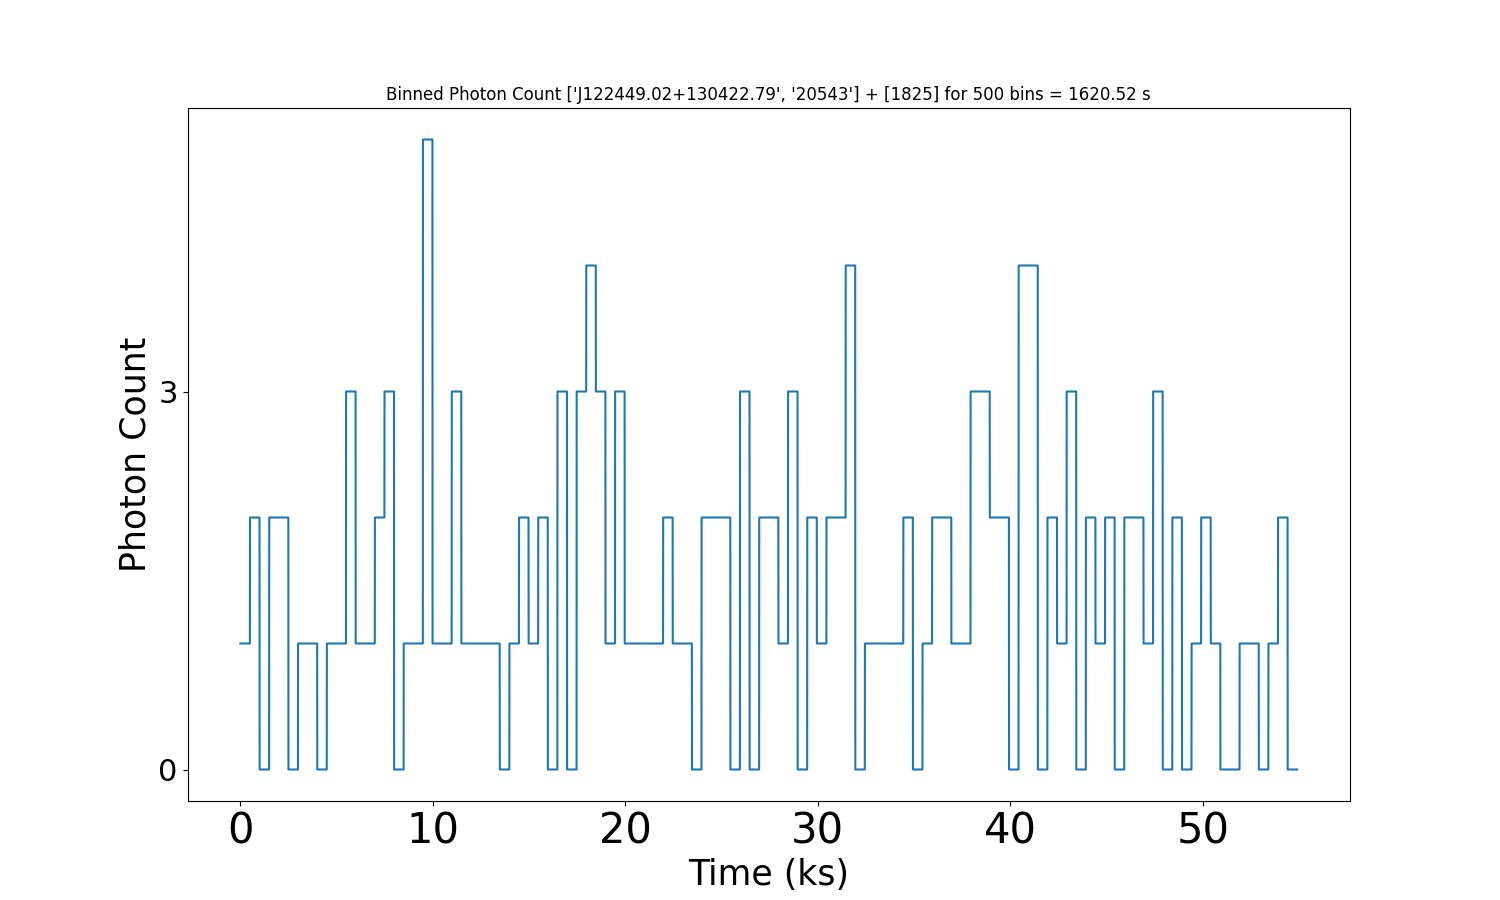 Binned Photon Count ['J122449.02+130422.79', '20543'] + [1825] for 500 bins = 1620.52 s
Photon Count
3
0
0 10 20 30 40 50
Time (ks)